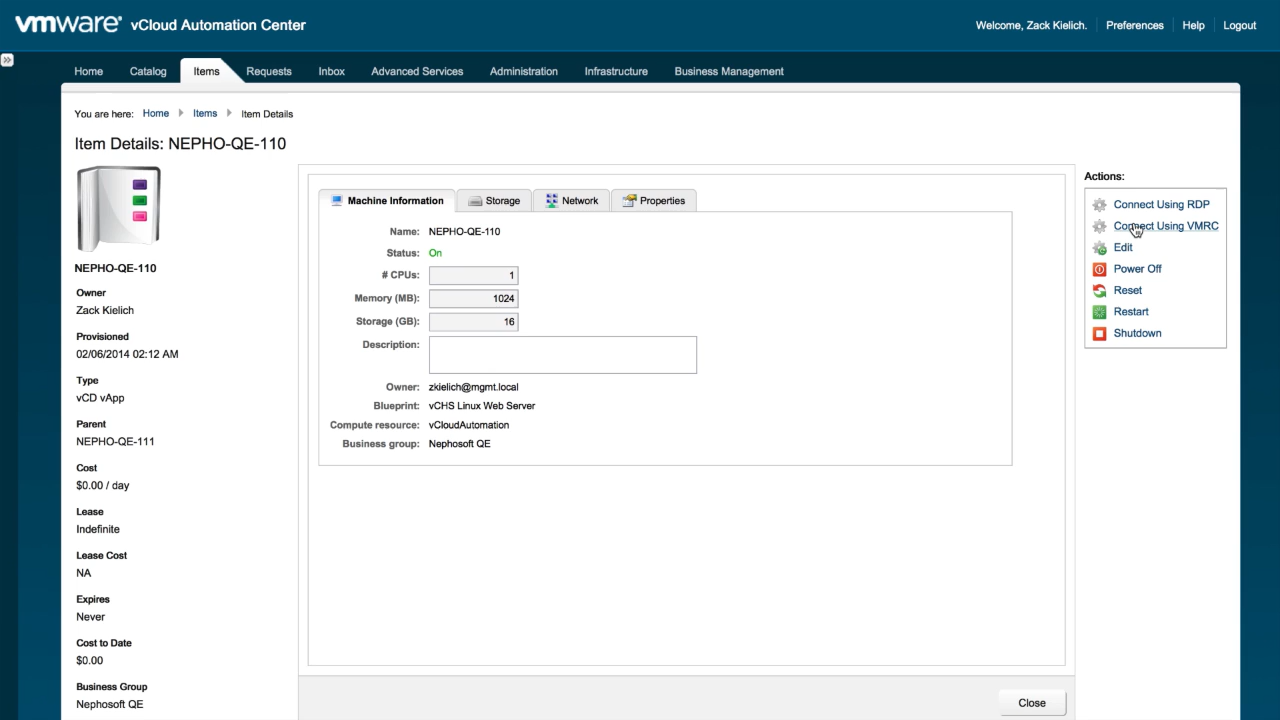 vmware vCloud Automation Center
Welcome, Zack Kielich. Preferences Help Logout
Home Catalog Items Requests Inbox Advanced Services Administration Infrastructure Business Management
You are here: Home Items Item Details
Item Details: NEPHO-QE-110
NEPHO-QE-110
Owner
Zack Kielich
Provisioned
02/06/2014 02:12 AM
Type
vCD vApp
Parent
NEPHO-QE-111
Cost
$0.00 / day
Lease
Indefinite
Lease Cost
NA
Expires
Never
Cost to Date
$0.00
Business Group
Nephosoft QE
Machine Information Storage Network Properties
Name: NEPHO-QE-110
Status: On
# CPUs: 1
Memory (MB): 1024
Storage (GB): 16
Description:
Owner: zkielich@mgmt.local
Blueprint: vCHS Linux Web Server
Compute resource: vCloudAutomation
Business group: Nephosoft QE
Close
Actions:
Connect Using RDP
Connect Using VMRC
Edit
Power Off
Reset
Restart
Shutdown